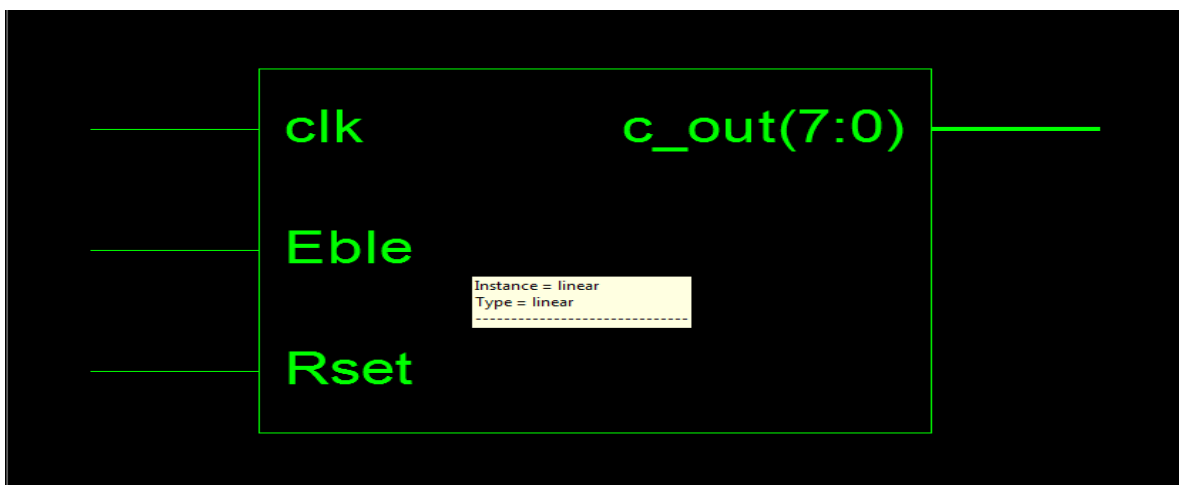 clk c_out(7:0)
Eble
Instance = linear
Type = linear
------------------------------
Rset